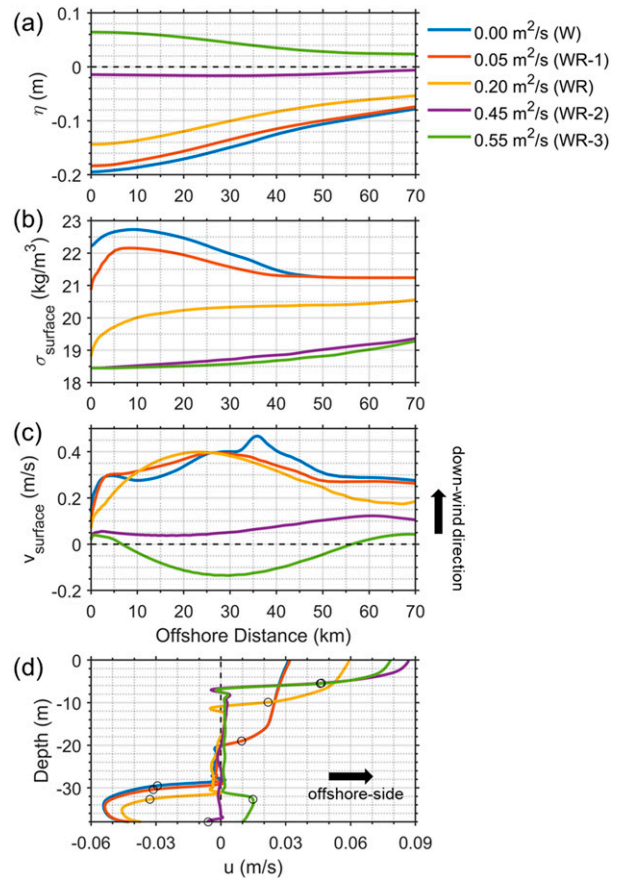 (a)
0.1
0
-0.1
-0.2
η (m)
0 10 20 30 40 50 60 70
0.00 m²/s (W)
0.05 m²/s (WR-1)
0.20 m²/s (WR)
0.45 m²/s (WR-2)
0.55 m²/s (WR-3)
(b)
23
22
21
20
19
18
σsurface (kg/m³)
0 10 20 30 40 50 60 70
(c)
0.4
0.2
0
-0.2
vsurface (m/s)
0 10 20 30 40 50 60 70
Offshore Distance (km)
down-wind direction
(d)
0
-10
-20
-30
Depth (m)
offshore-side
-0.06 -0.03 0 0.03 0.06 0.09
u (m/s)